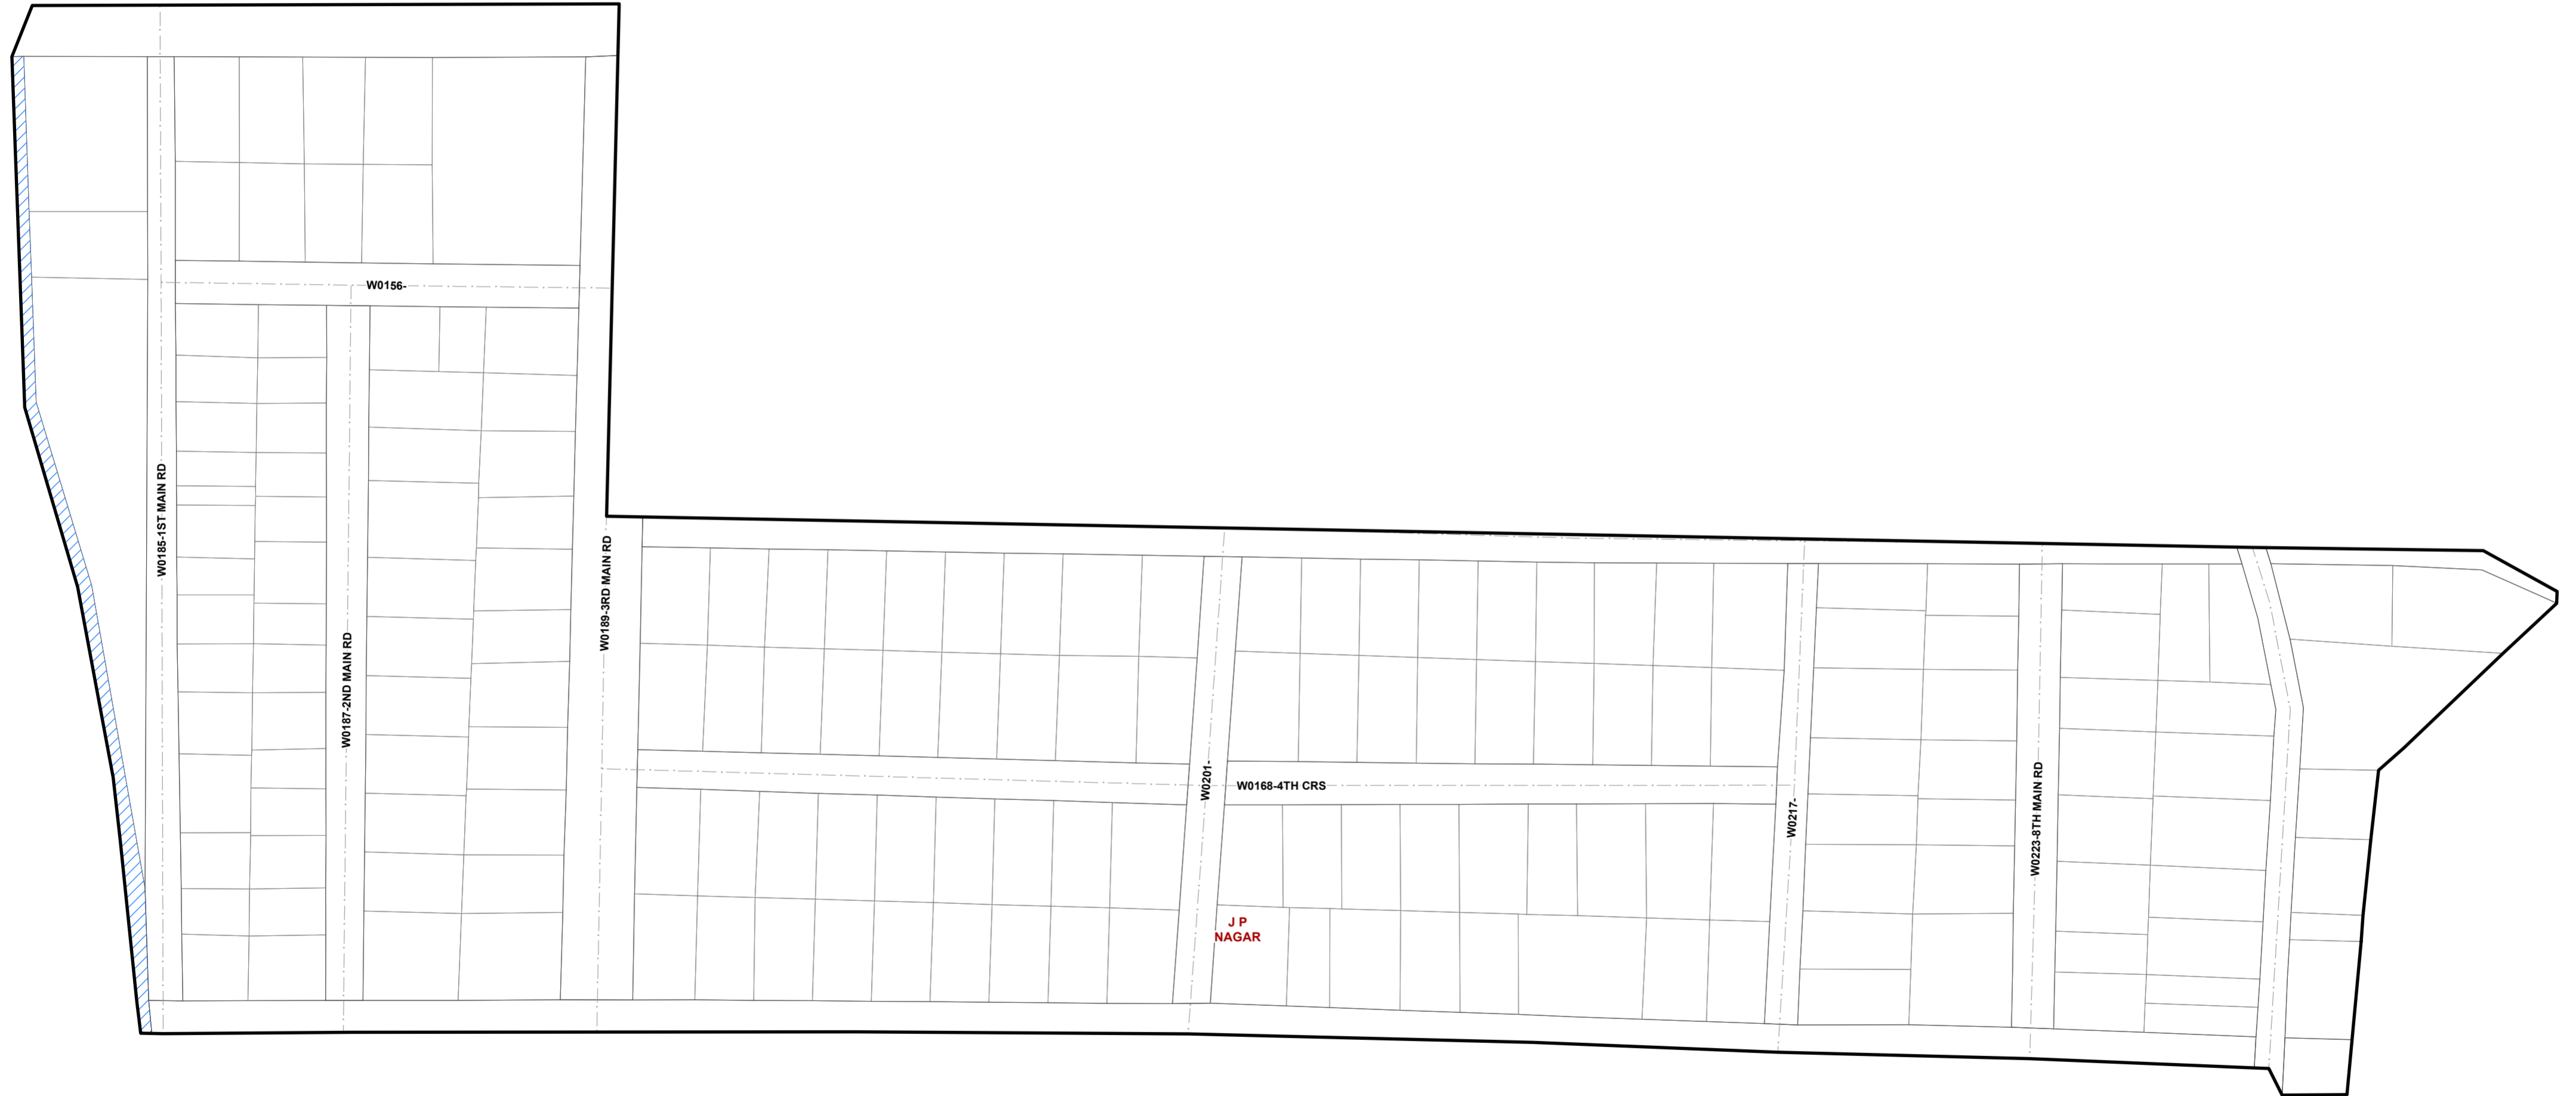 W0156-
W0185-1ST MAIN RD
W0187-2ND MAIN RD
W0189-3RD MAIN RD
W0201-
W0168-4TH CRS
W0217-
W0223-8TH MAIN RD
J P
NAGAR